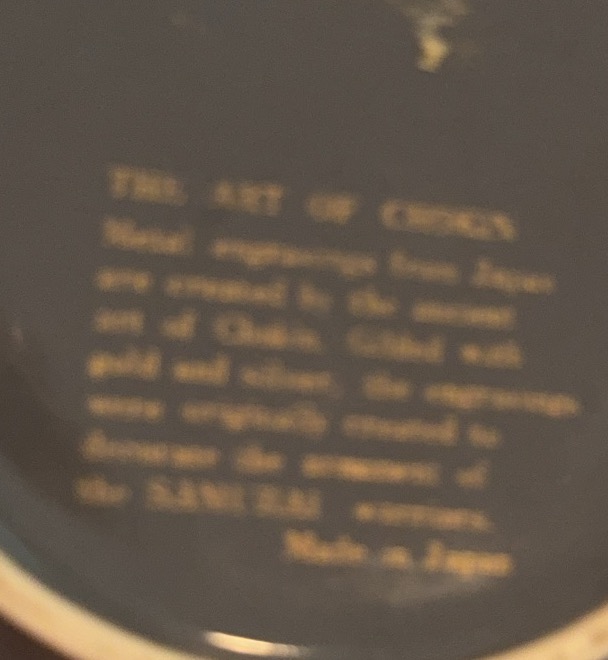 THE ART OF CHOKIN
Metal engravings from Japan
are created by the ancient
art of Chokin. Gilded with
gold and silver, the engravings
were originally created to
decorate the armament of
the SAMURAI warriors.
Made in Japan